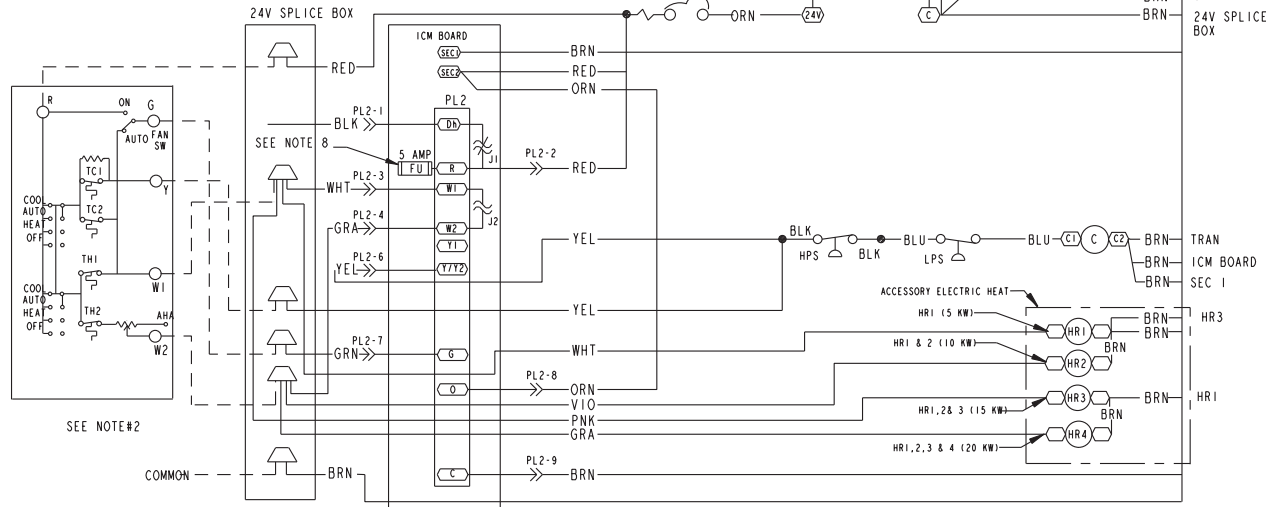 24V SPLICE BOX
ORN
24V
C
BRN
BRN
24V SPLICE
BOX
ICM BOARD
SEC1
BRN
RED
SEC2
RED
ORN
R
ON
G
AUTO
FAN
SW
PL2
PL2-1
BLK
Dh
SEE NOTE 8
J1
5 AMP
FU
R
PL2-2
RED
TC1
Y
PL2-3
WHT
W1
COOL
AUTO
HEAT
OFF
TC2
PL2-4
GRA
W2
J2
Y1
YEL
BLK
HPS
BLK
BLU
LPS
BLU
C1
C
C2
BRN
TRAN
BRN
ICM BOARD
BRN
SEC 1
PL2-6
YEL
Y/Y2
TH1
W1
COOL
AUTO
HEAT
OFF
TH2
AHA
W2
ACCESSORY ELECTRIC HEAT
YEL
HR1 (5 KW)
BRN
HR3
HR1
BRN
BRN
PL2-7
GRN
G
WHT
HR1 & 2 (10 KW)
HR2
PL2-8
O
ORN
VIO
HR3
BRN
HR1
HR1,2& 3 (15 KW)
BRN
PNK
GRA
HR4
HR1,2,3 & 4 (20 KW)
SEE NOTE#2
COMMON
BRN
C
PL2-9
BRN